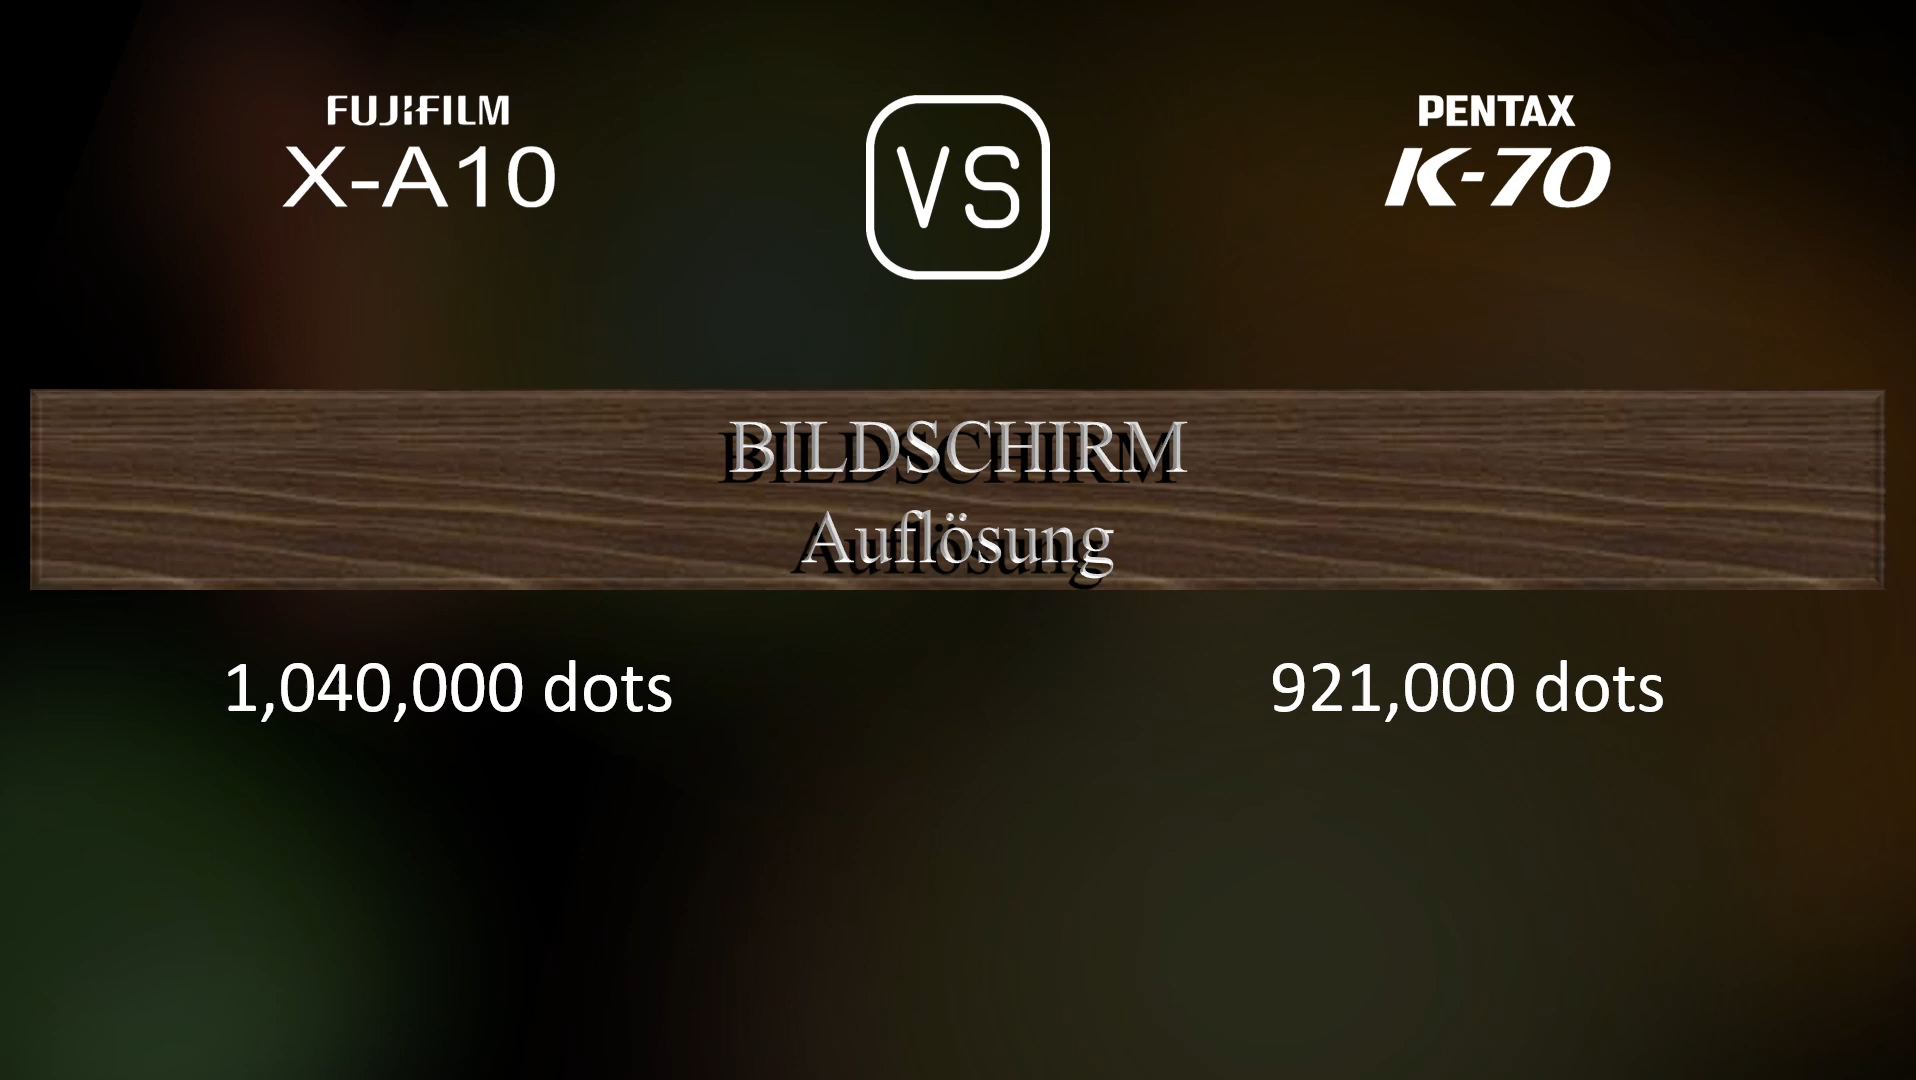 FUJIFILM
X-A10
VS
PENTAX
K-70
BILDSCHIRM
Auflösung
1,040,000 dots
921,000 dots